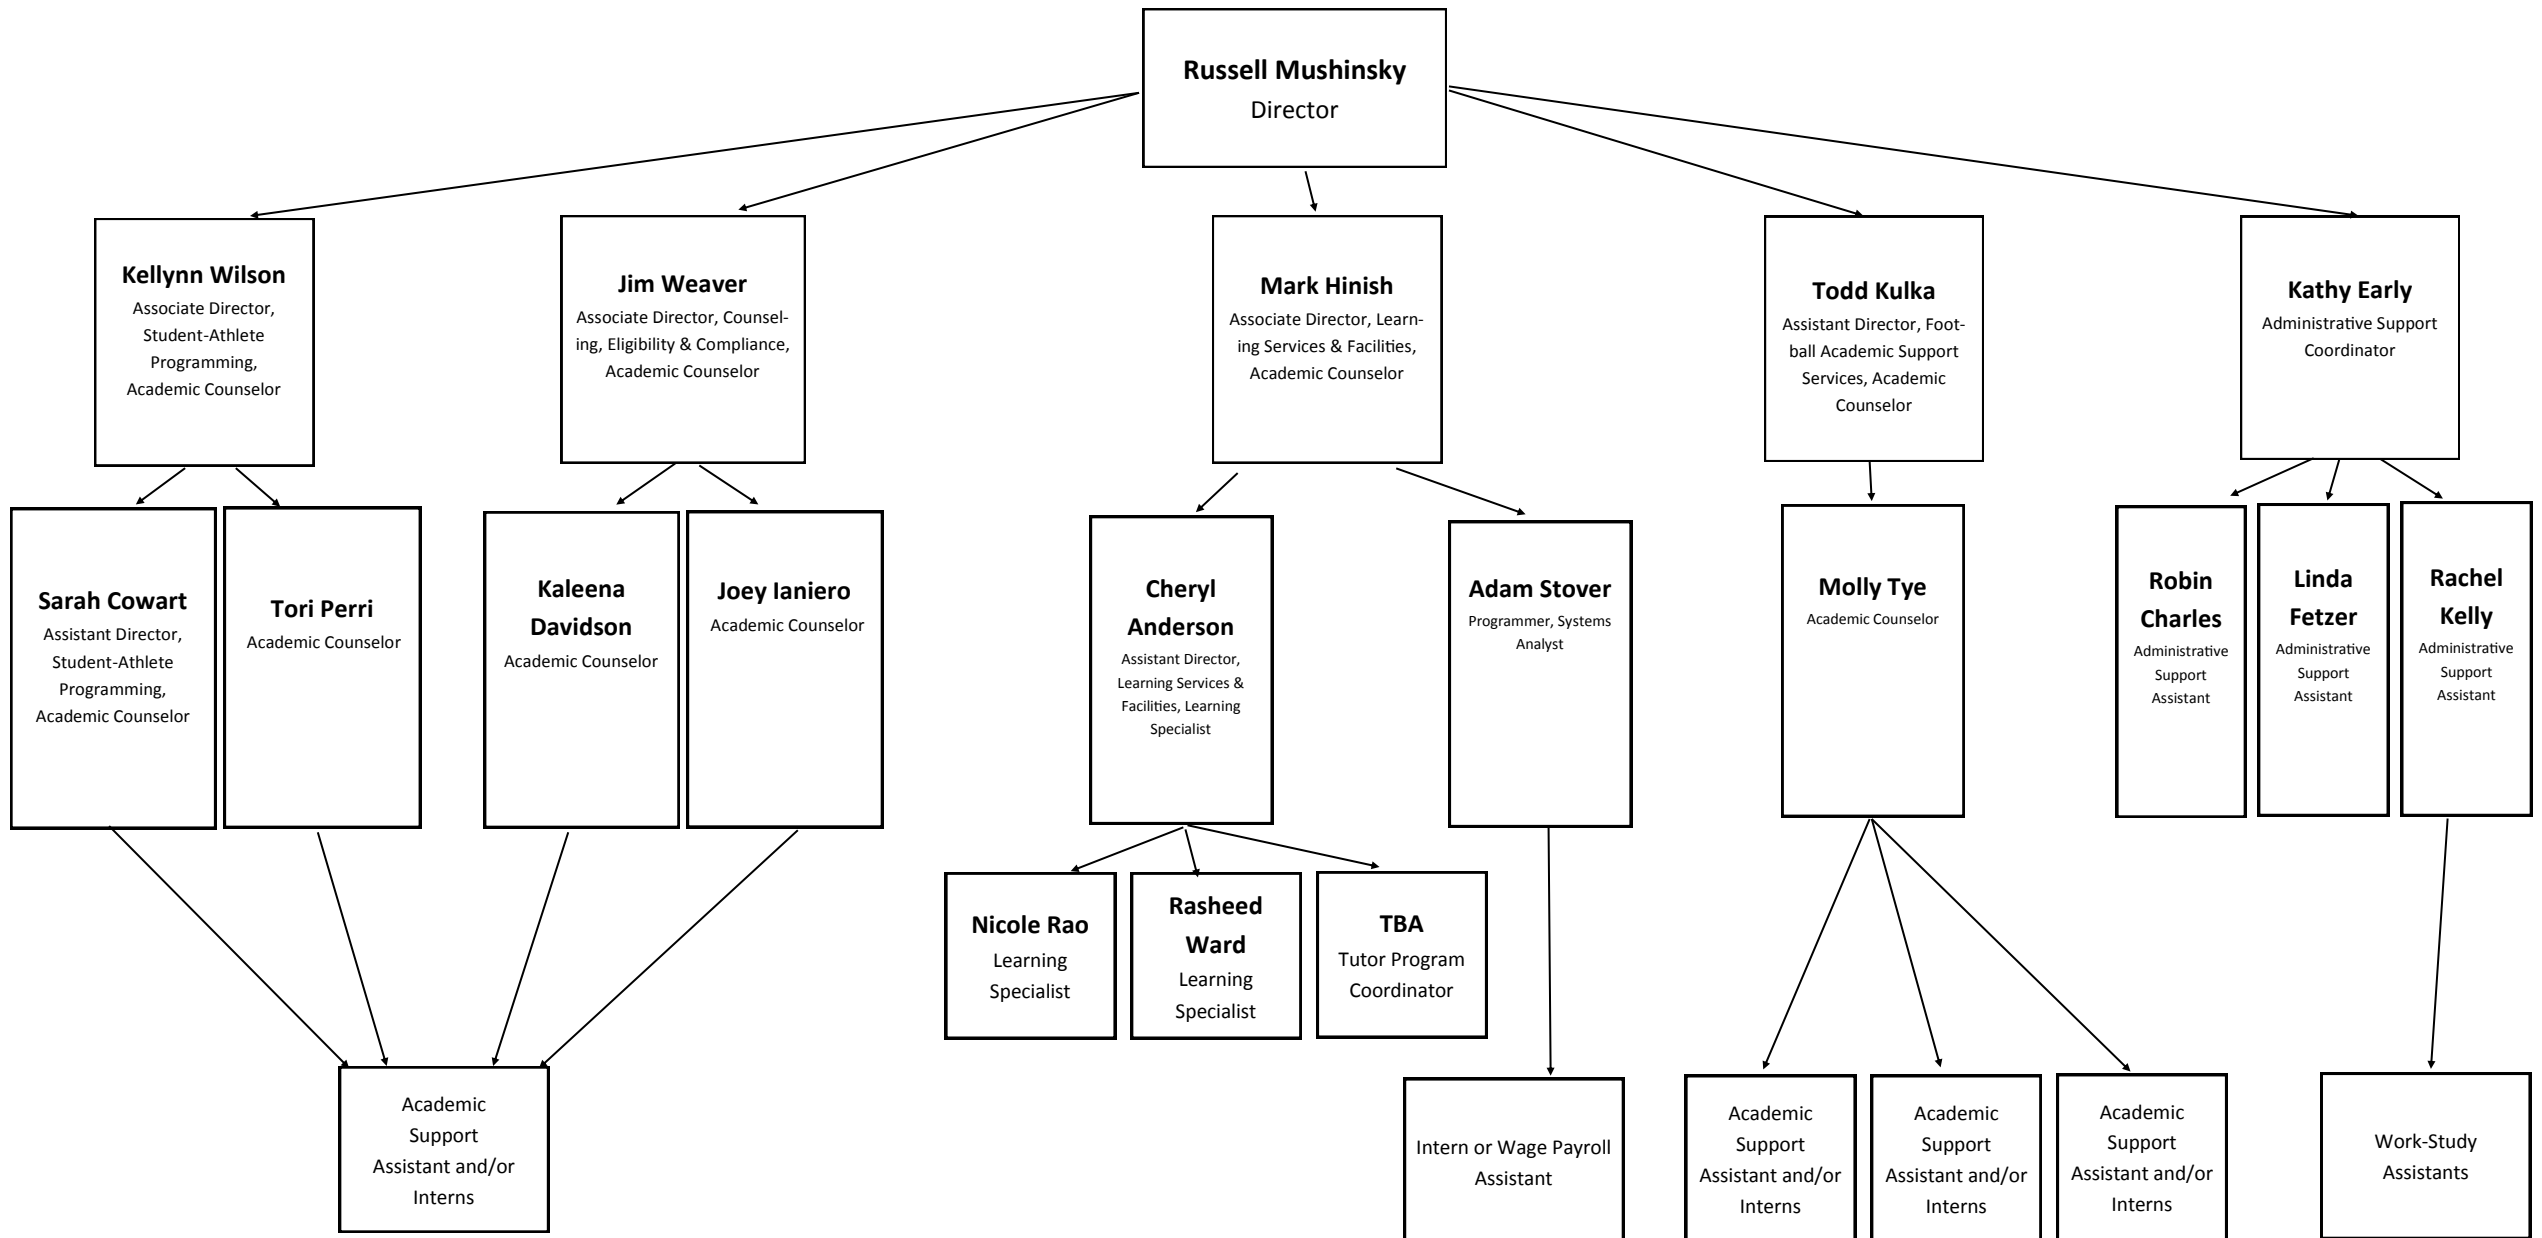 Russell Mushinsky
Director
Kellynn Wilson
Associate Director,
Student-Athlete
Programming,
Academic Counselor
Jim Weaver
Associate Director, Counsel-
ing, Eligibility & Compliance,
Academic Counselor
Mark Hinish
Associate Director, Learn-
ing Services & Facilities,
Academic Counselor
Todd Kulka
Assistant Director, Foot-
ball Academic Support
Services, Academic
Counselor
Kathy Early
Administrative Support
Coordinator
Sarah Cowart
Assistant Director,
Student-Athlete
Programming,
Academic Counselor
Tori Perri
Academic Counselor
Kaleena
Davidson
Academic Counselor
Joey Ianiero
Academic Counselor
Cheryl
Anderson
Assistant Director,
Learning Services &
Facilities, Learning
Specialist
Adam Stover
Programmer, Systems
Analyst
Molly Tye
Academic Counselor
Robin
Charles
Administrative
Support
Assistant
Linda
Fetzer
Administrative
Support
Assistant
Rachel
Kelly
Administrative
Support
Assistant
Nicole Rao
Learning
Specialist
Rasheed
Ward
Learning
Specialist
TBA
Tutor Program
Coordinator
Academic
Support
Assistant and/or
Interns
Intern or Wage Payroll
Assistant
Academic
Support
Assistant and/or
Interns
Academic
Support
Assistant and/or
Interns
Academic
Support
Assistant and/or
Interns
Work-Study
Assistants